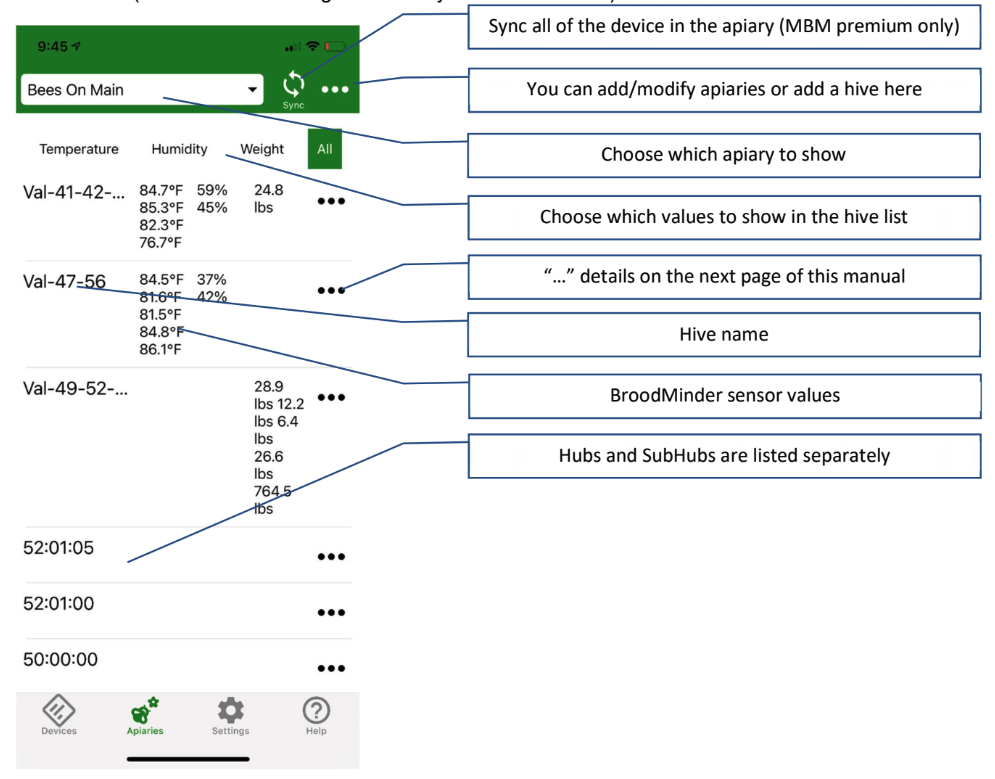 Sync all of the device in the apiary (MBM premium only)
9:45
Bees On Main
Sync
You can add/modify apiaries or add a hive here
Choose which apiary to show
Temperature Humidity Weight All
Val-41-42-... 84.7°F 59% 24.8
85.3°F 45% lbs
82.3°F
76.7°F
Choose which values to show in the hive list
Val-47-56 84.5°F 37%
81.6°F 42%
81.5°F
84.8°F
86.1°F
"..." details on the next page of this manual
Hive name
Val-49-52-... 28.9
lbs 12.2
lbs 6.4
lbs
26.6
lbs
764.5
lbs
BroodMinder sensor values
Hubs and SubHubs are listed separately
52:01:05
52:01:00
50:00:00
Devices Apiaries Settings Help